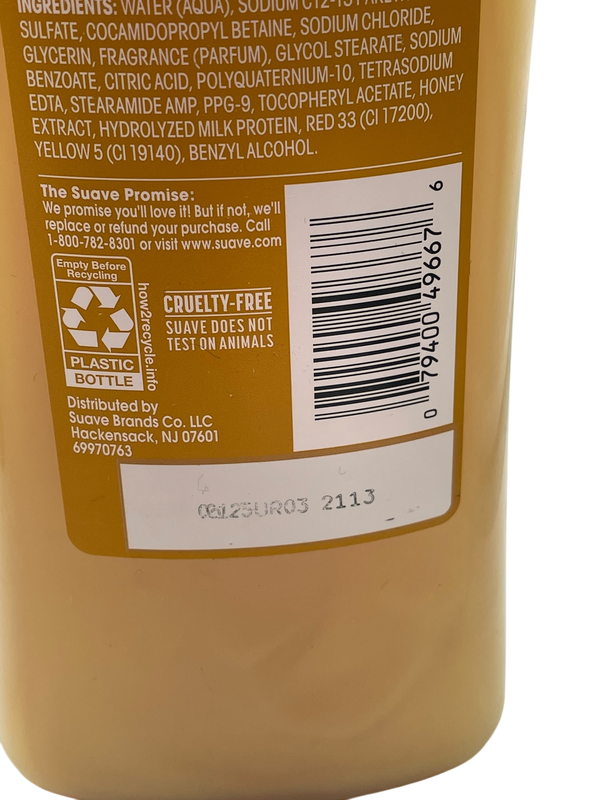 INGREDIENTS: WATER (AQUA), SODIUM C12-13
SULFATE, COCAMIDOPROPYL BETAINE, SODIUM CHLORIDE,
GLYCERIN, FRAGRANCE (PARFUM), GLYCOL STEARATE, SODIUM
BENZOATE, CITRIC ACID, POLYQUATERNIUM-10, TETRASODIUM
EDTA, STEARAMIDE AMP, PPG-9, TOCOPHERYL ACETATE, HONEY
EXTRACT, HYDROLYZED MILK PROTEIN, RED 33 (CI 17200),
YELLOW 5 (CI 19140), BENZYL ALCOHOL.
The Suave Promise:
We promise you'll love it! But if not, we'll
replace or refund your purchase. Call
1-800-782-8301 or visit www.suave.com
Empty Before
Recycling
PLASTIC
BOTTLE
how2recycle.info
CRUELTY-FREE
SUAVE DOES NOT
TEST ON ANIMALS
Distributed by
Suave Brands Co. LLC
Hackensack, NJ 07601
69970763
0 79400 49667 6
2113